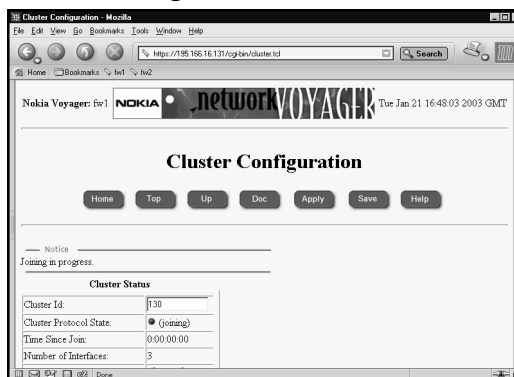 Cluster Configuration - Mozilla
File Edit View Go Bookmarks Tools Window Help
https://195.166.16.131/cgi-bin/cluster.tcl Search
Home Bookmarks fw1 fw2
Nokia Voyager: fw1 NOKIA network VOYAGER Tue Jan 21 16:48:03 2003 GMT
Cluster Configuration
Home Top Up Doc Apply Save Help
Notice
Joining in progress.
Cluster Status
Cluster Id: 130
Cluster Protocol State: (joining)
Time Since Join: 0:00:00:00
Number of Interfaces: 3
Done